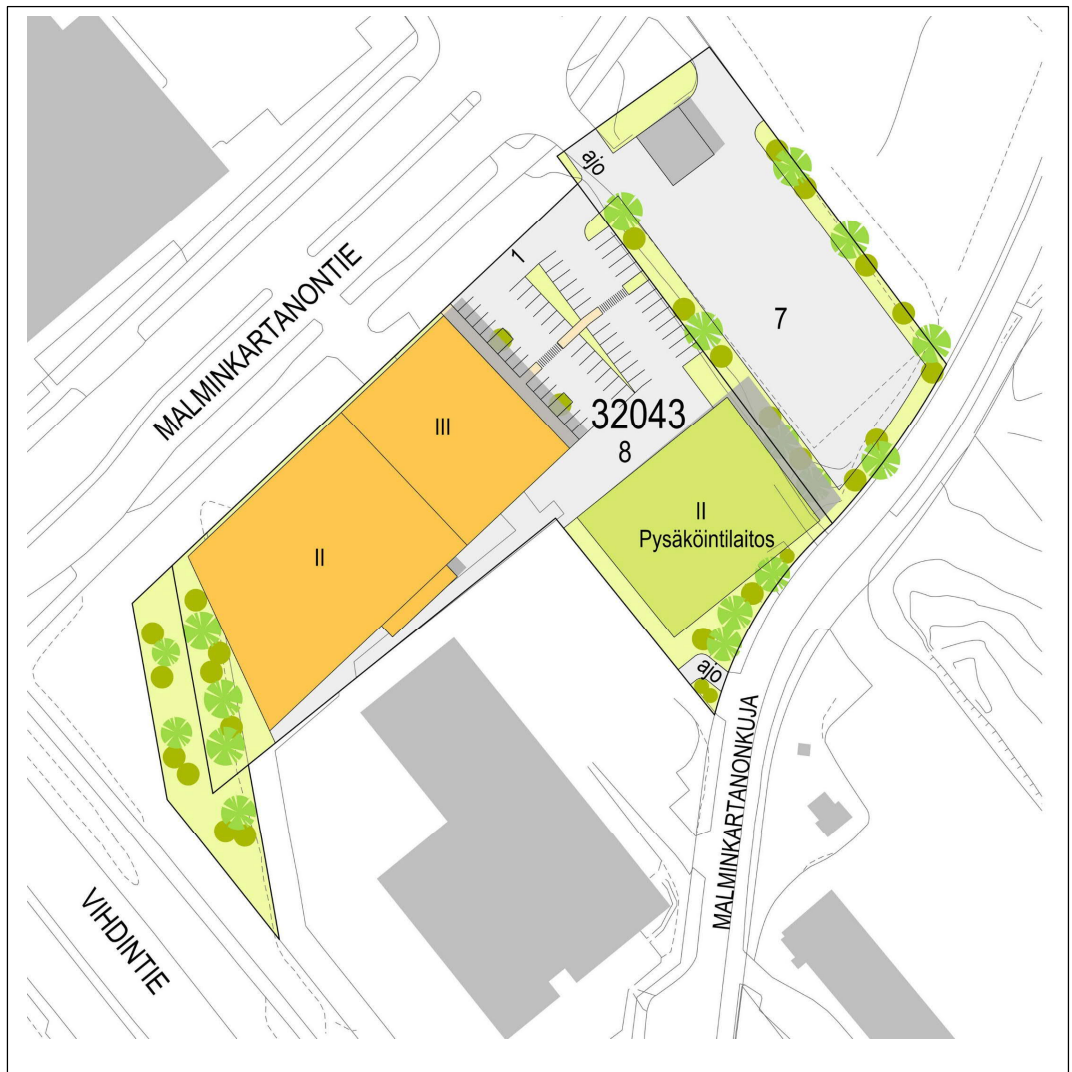 ajo
MALMINKARTANONTIE
1
7
III
32043
8
II
II
Pysäköintilaitos
ajo
MALMINKARTANONKUJA
VIHDINTIE